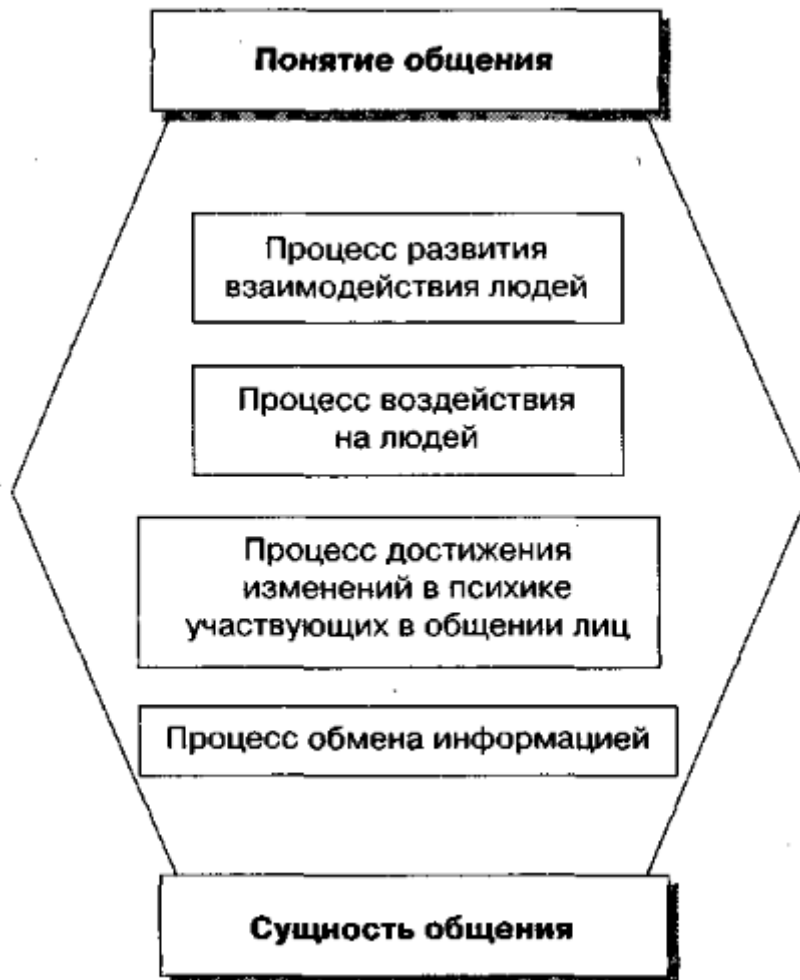 Понятие общения
Процесс развития
взаимодействия людей
Процесс воздействия
на людей
Процесс достижения
изменений в психике
участвующих в общении лиц
Процесс обмена информацией
Сущность общения